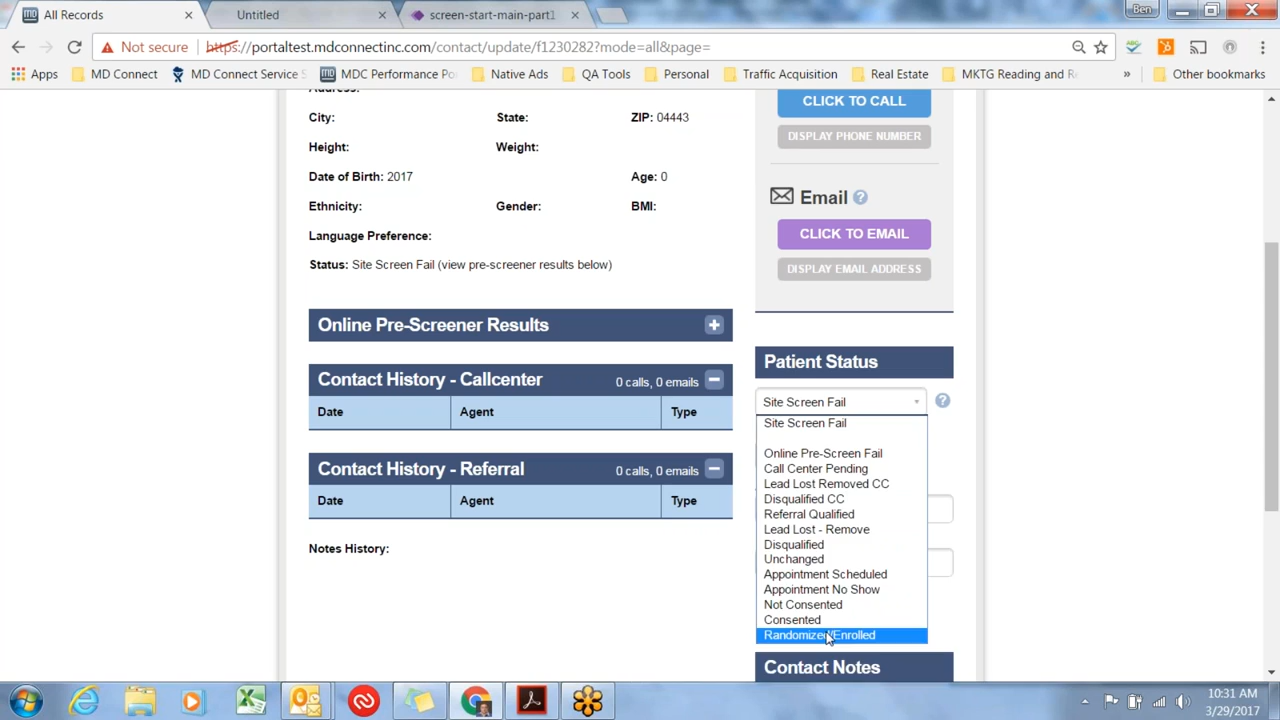 All Records
Untitled
screen-start-main-part1
Ben
Not secure
https://portaltest.mdconnectinc.com/contact/update/f1230282?mode=all&page=
Apps
MD Connect
MD Connect Service
MDC Performance Po
Native Ads
QA Tools
Personal
Traffic Acquisition
Real Estate
MKTG Reading and R
»
Other bookmarks
Address:
City:
State:
ZIP: 04443
Height:
Weight:
Date of Birth: 2017
Age: 0
Ethnicity:
Gender:
BMI:
Language Preference:
Status: Site Screen Fail (view pre-screener results below)
Online Pre-Screener Results
Contact History - Callcenter
0 calls, 0 emails
Date
Agent
Type
Contact History - Referral
0 calls, 0 emails
Date
Agent
Type
Notes History:
CLICK TO CALL
DISPLAY PHONE NUMBER
Email ?
CLICK TO EMAIL
DISPLAY EMAIL ADDRESS
Patient Status
Site Screen Fail
?
Site Screen Fail
Online Pre-Screen Fail
Call Center Pending
Lead Lost Removed CC
Disqualified CC
Referral Qualified
Lead Lost - Remove
Disqualified
Unchanged
Appointment Scheduled
Appointment No Show
Not Consented
Consented
Randomized/Enrolled
Contact Notes
10:31 AM
3/29/2017